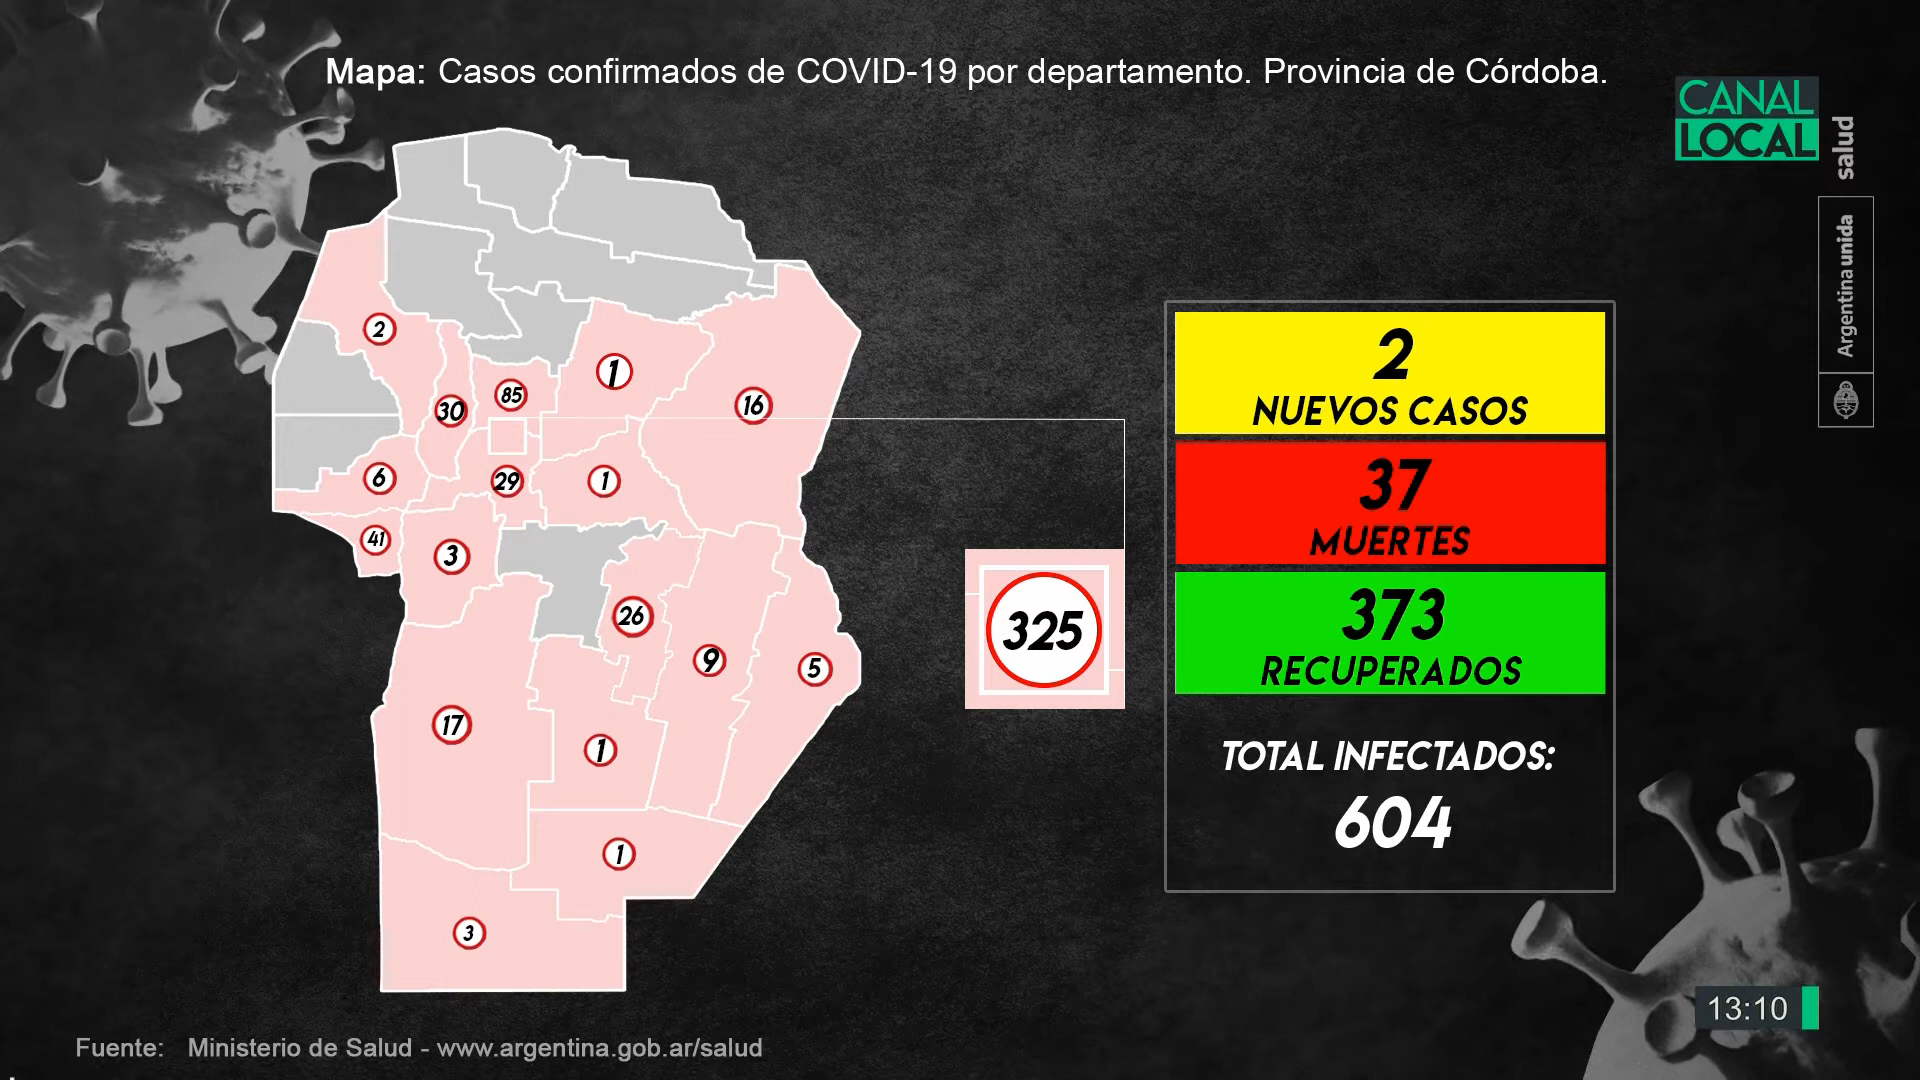 Mapa: Casos confirmados de COVID-19 por departamento. Provincia de Córdoba.
CANAL
LOCAL
salud
Argentina unida
2
30
85
1
16
6
29
1
41
3
26
9
5
17
1
1
3
325
2
NUEVOS CASOS
37
MUERTES
373
RECUPERADOS
TOTAL INFECTADOS:
604
13:10
Fuente: Ministerio de Salud - www.argentina.gob.ar/salud